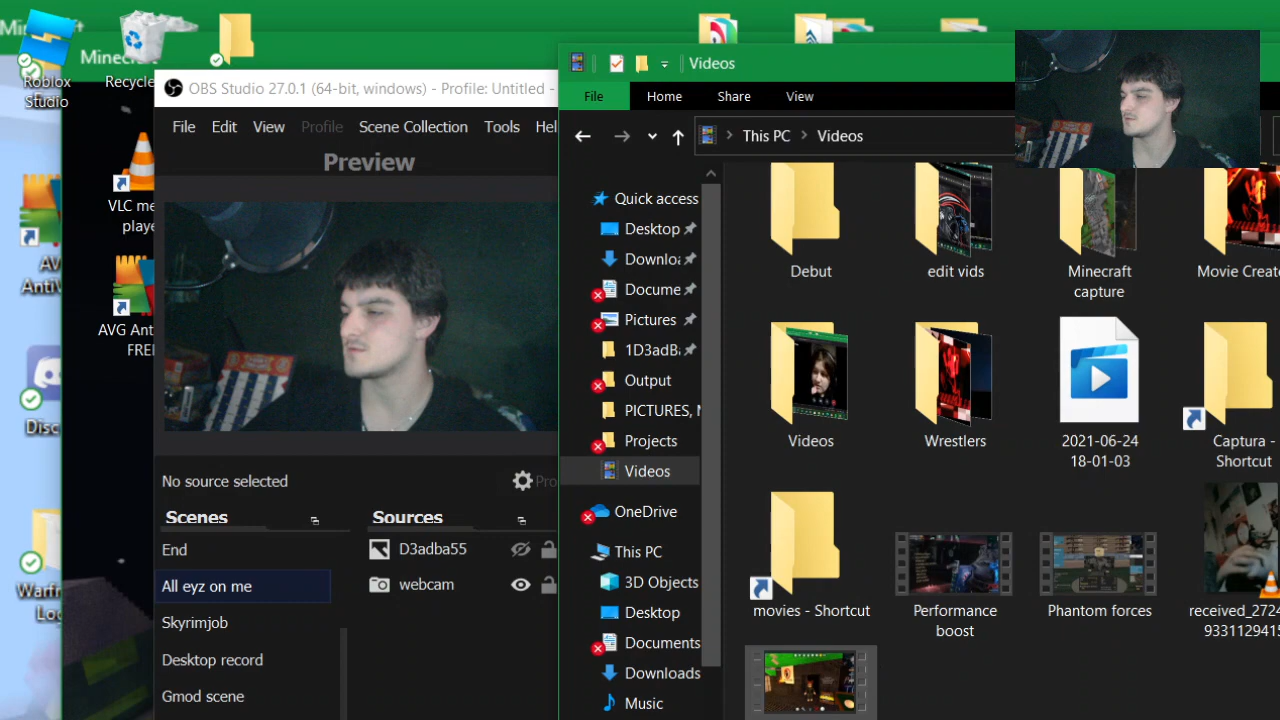 Roblox
Studio
Recycle
Minec
VLC me
playe
AVG Ant
FREE
Disc
OBS Studio 27.0.1 (64-bit, windows) - Profile: Untitled -
File Edit View Profile Scene Collection Tools Hel
Preview
No source selected
Scenes
End
All eyz on me
Skyrimjob
Desktop record
Gmod scene
Sources
D3adba55
webcam
Videos
File Home Share View
This PC Videos
Quick access
Desktop
Downloa
Docume
Pictures
1D3adBa
Output
PICTURES, M
Projects
Videos
OneDrive
This PC
3D Objects
Desktop
Documents
Downloads
Music
Debut
edit vids
Minecraft
capture
Movie Create
Videos
Wrestlers
2021-06-24
18-01-03
Captura -
Shortcut
movies - Shortcut
Performance
boost
Phantom forces
received_2724
9331129415